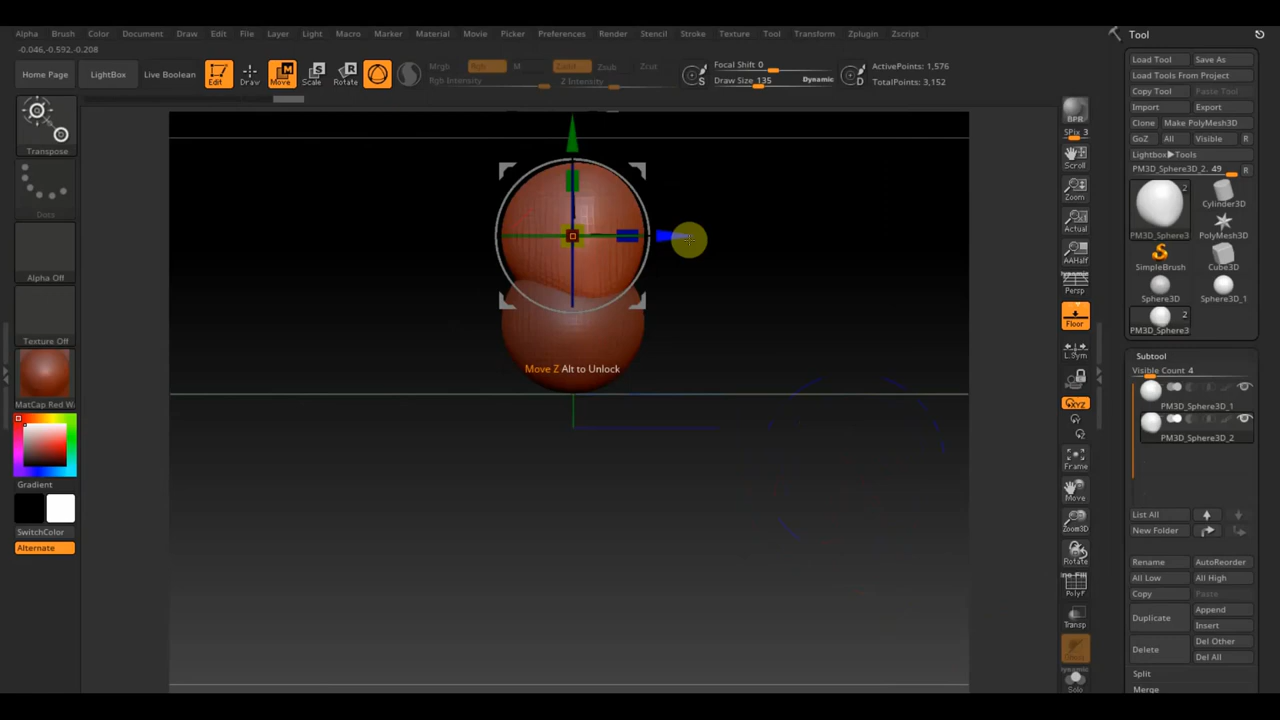 Alpha Brush Color Document Draw Edit File Layer Light Macro Marker Material Movie Picker Preferences Render Stencil Stroke Texture Tool Transform Zplugin Zscript
Tool
-0.046,-0.592,-0.208
Home Page LightBox Live Boolean Edit Draw Move Scale Rotate
Mrgb Rgb M Zadd Zsub Zcut
Rgb Intensity Z Intensity
S Focal Shift 0
Draw Size 135 Dynamic
D ActivePoints: 1,576
TotalPoints: 3,152
Load Tool Save As
Load Tools From Project
Copy Tool Paste Tool
Import Export
Clone Make PolyMesh3D
GoZ All Visible R
Lightbox▶Tools
PM3D_Sphere3D_2. 49 R
2
PM3D_Sphere3
Cylinder3D
PolyMesh3D
SimpleBrush Cube3D
Sphere3D Sphere3D_1
2
PM3D_Sphere3
Subtool
Visible Count 4
PM3D_Sphere3D_1
PM3D_Sphere3D_2
List All
New Folder
Rename AutoReorder
All Low All High
Copy Paste
Duplicate Append
Insert
Delete Del Other
Del All
Split
Merge
BPR
SPix 3
Scroll
Zoom
Actual
AAHalf
Dynamic
Persp
Floor
L.Sym
XYZ
Y
Z
Frame
Move
Zoom3D
Rotate
Line Fill
PolyF
Transp
Dynamic
Solo
Transpose
Dots
Alpha Off
Texture Off
MatCap Red W
Gradient
SwitchColor
Alternate
Move Z Alt to Unlock